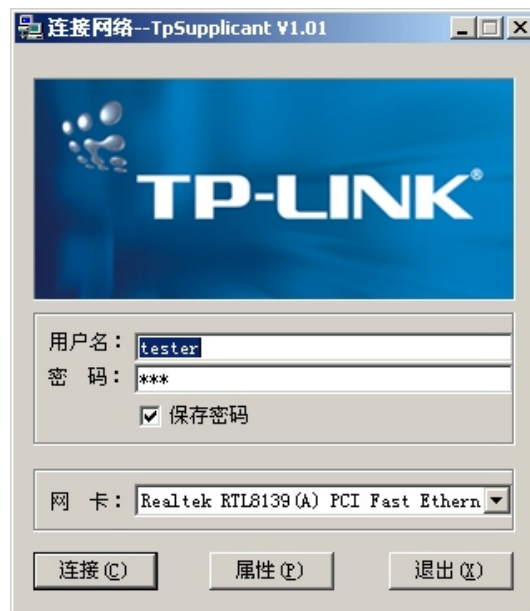 连接网络--TpSupplicant V1.01
TP-LINK®
用户名：tester
密 码：***
保存密码
网 卡：Realtek RTL8139(A) PCI Fast Ethern
连接(C) 属性(P) 退出(X)